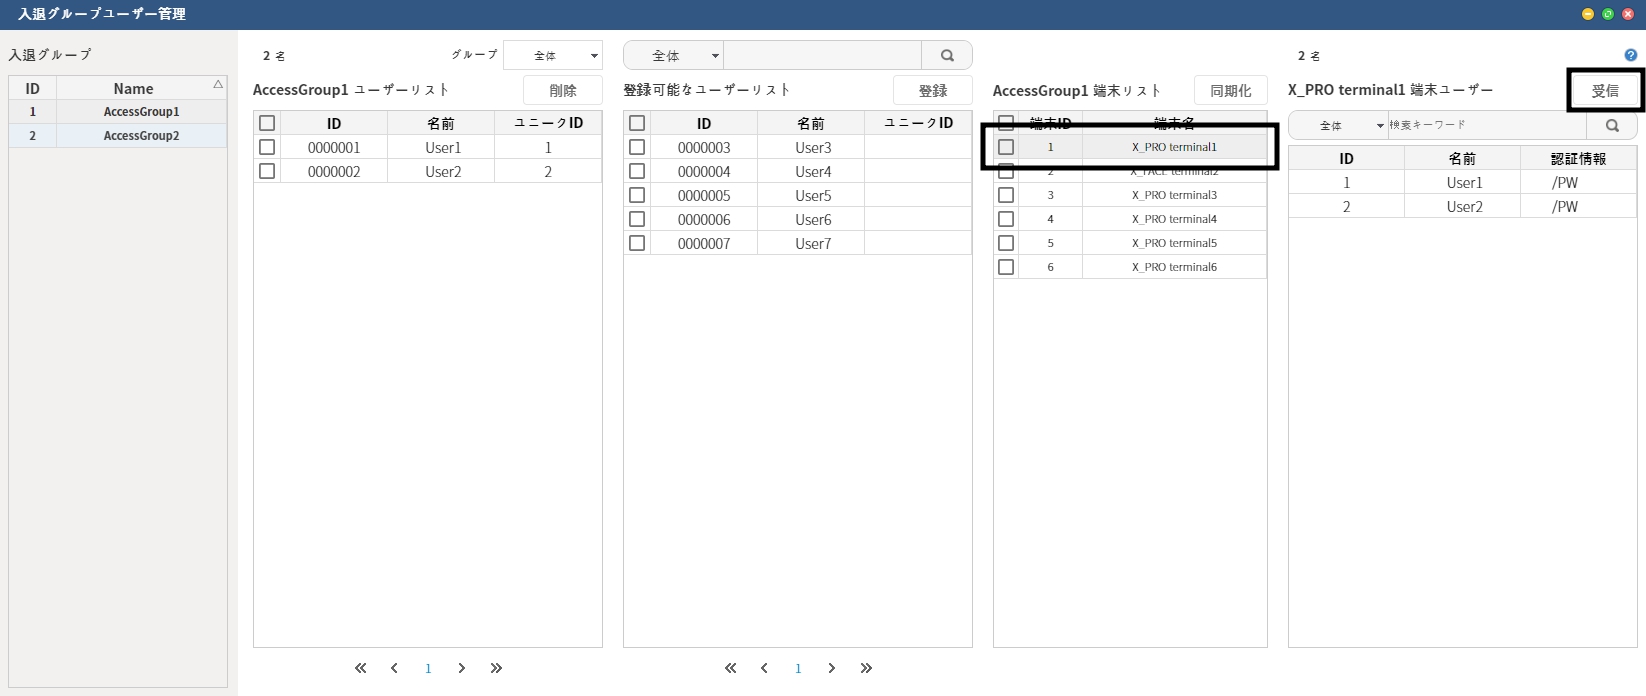 入退グループユーザー管理
入退グループ
ID Name
1 AccessGroup1
2 AccessGroup2
2 名 グループ 全体
AccessGroup1 ユーザーリスト 削除
ID 名前 ユニークID
0000001 User1 1
0000002 User2 2
1
全体
登録可能なユーザーリスト 登録
ID 名前 ユニークID
0000003 User3
0000004 User4
0000005 User5
0000006 User6
0000007 User7
1
AccessGroup1 端末リスト 同期化
端末ID 端末名
1 X_PRO terminal1
2 X_FACE terminal2
3 X_PRO terminal3
4 X_PRO terminal4
5 X_PRO terminal5
6 X_PRO terminal6
2 名
X_PRO terminal1 端末ユーザー 受信
全体 検案キーワード
ID 名前 認証情報
1 User1 /PW
2 User2 /PW